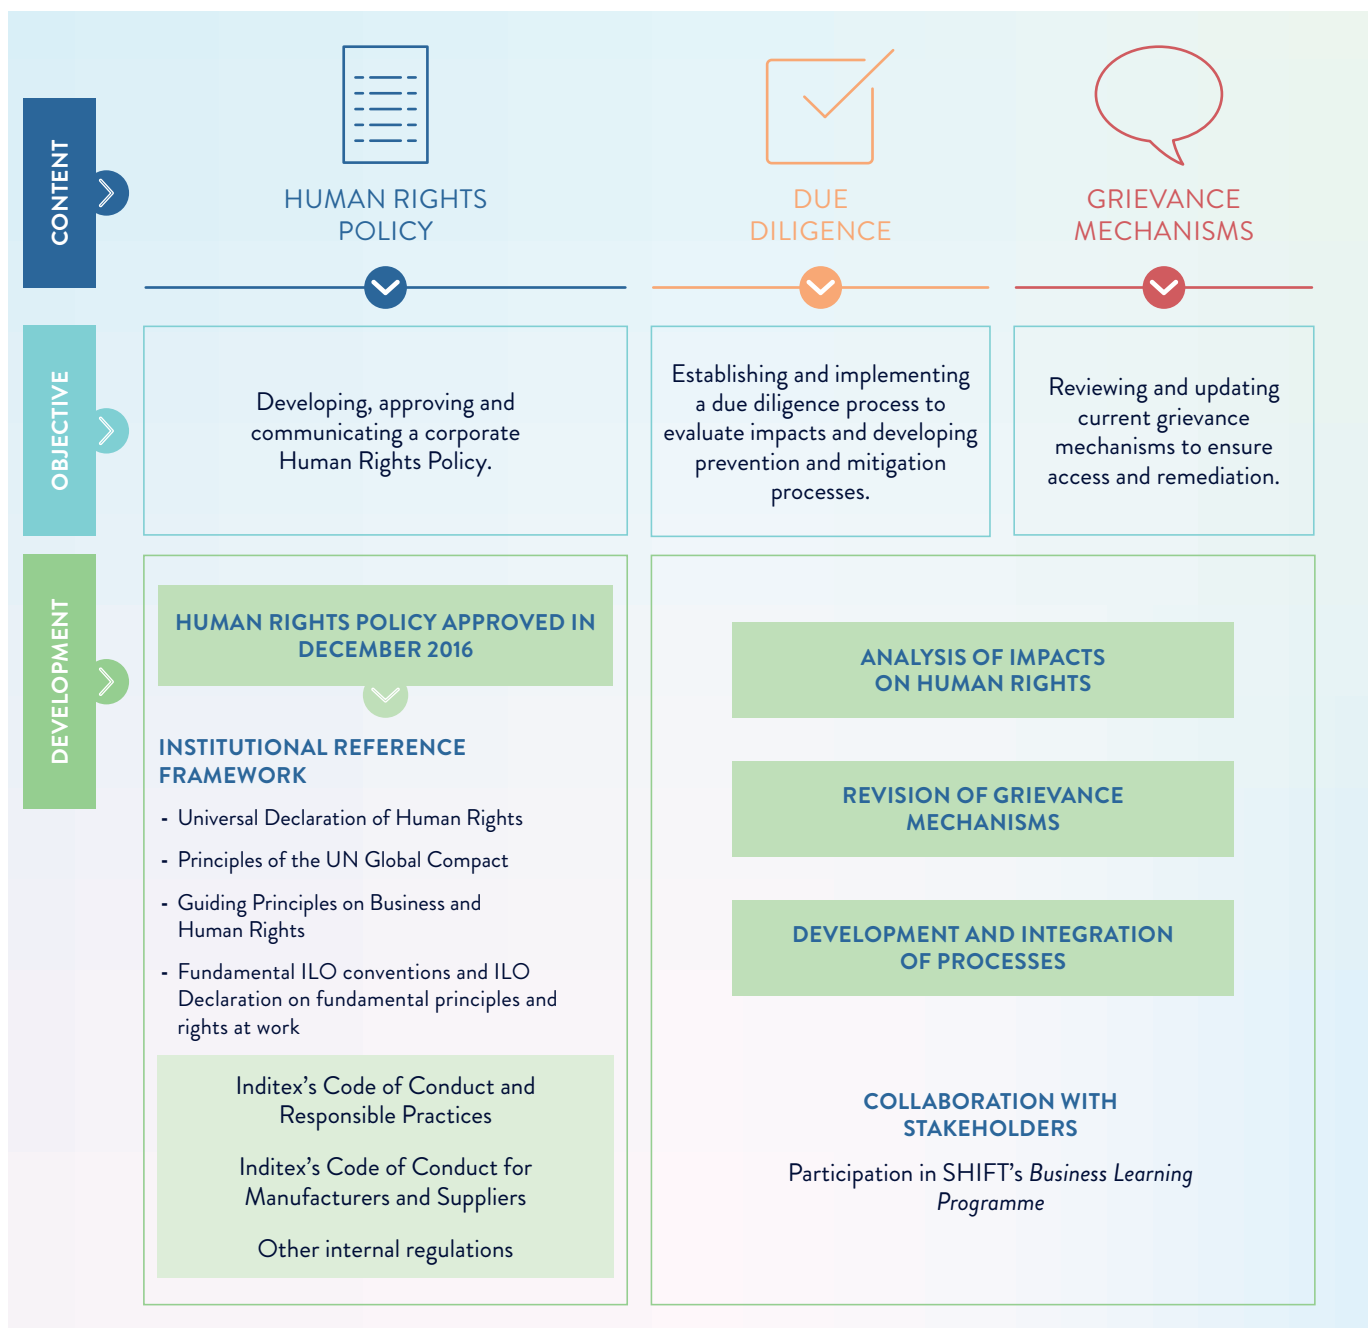 CONTENT
HUMAN RIGHTS
POLICY
DUE
DILIGENCE
GRIEVANCE
MECHANISMS
OBJECTIVE
Developing, approving and
communicating a corporate
Human Rights Policy.
Establishing and implementing
a due diligence process to
evaluate impacts and developing
prevention and mitigation
processes.
Reviewing and updating
current grievance
mechanisms to ensure
access and remediation.
DEVELOPMENT
HUMAN RIGHTS POLICY APPROVED IN
DECEMBER 2016
INSTITUTIONAL REFERENCE
FRAMEWORK
- Universal Declaration of Human Rights
- Principles of the UN Global Compact
- Guiding Principles on Business and
Human Rights
- Fundamental ILO conventions and ILO
Declaration on fundamental principles and
rights at work
Inditex’s Code of Conduct and
Responsible Practices
Inditex’s Code of Conduct for
Manufacturers and Suppliers
Other internal regulations
ANALYSIS OF IMPACTS
ON HUMAN RIGHTS
REVISION OF GRIEVANCE
MECHANISMS
DEVELOPMENT AND INTEGRATION
OF PROCESSES
COLLABORATION WITH
STAKEHOLDERS
Participation in SHIFT’s Business Learning
Programme